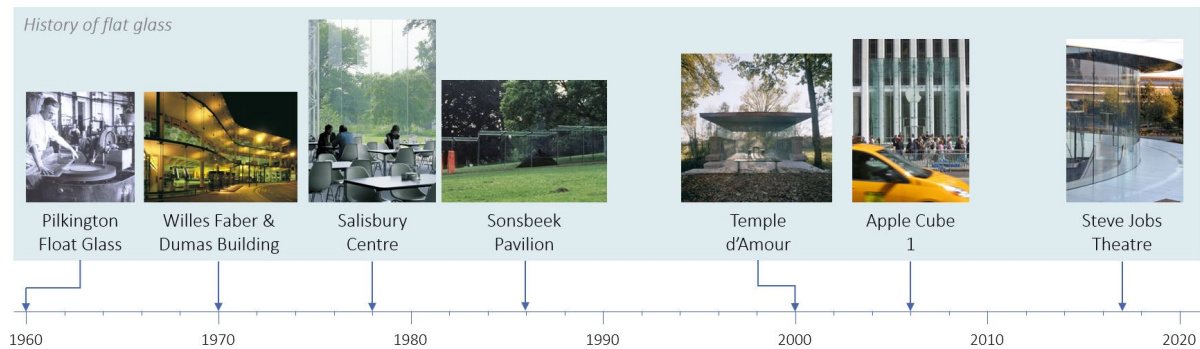 History of flat glass
Pilkington
Float Glass
Willes Faber &
Dumas Building
Salisbury
Centre
Sonsbeek
Pavilion
Temple
d’Amour
Apple Cube
1
Steve Jobs
Theatre
1960
1970
1980
1990
2000
2010
2020